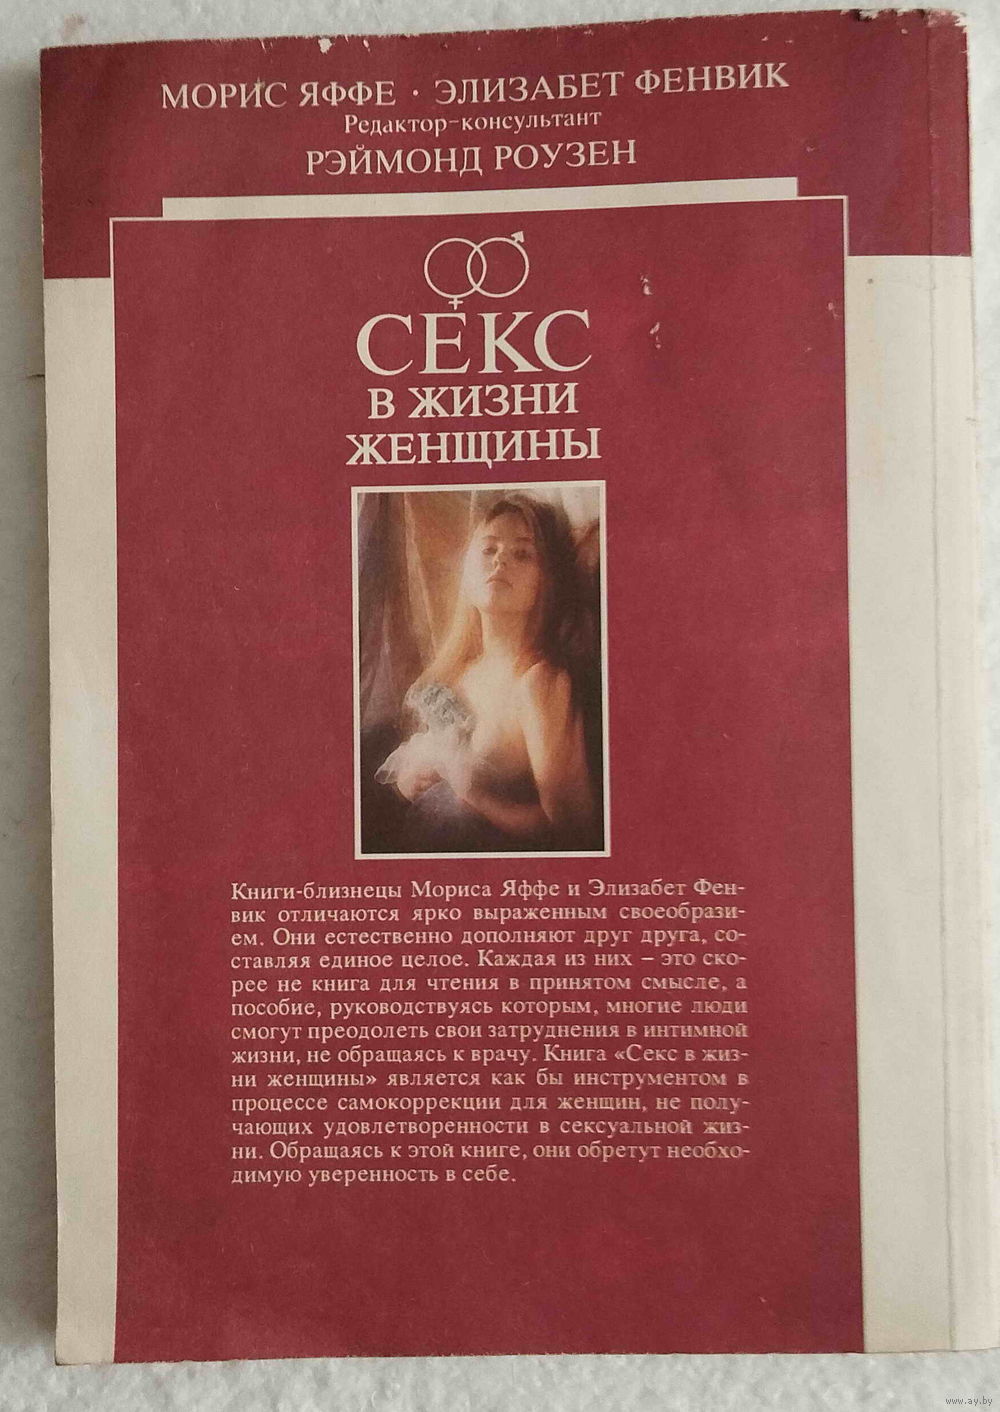 МОРИС ЯФФЕ · ЭЛИЗАБЕТ ФЕНВИК
Редактор-консультант
РЭЙМОНД РОУЗЕН
СЕКС
В ЖИЗНИ
ЖЕНЩИНЫ
Книги-близнецы Мориса Яффе и Элизабет Фен-
вик отличаются ярко выраженным своеобрази-
ем. Они естественно дополняют друг друга, со-
ставляя единое целое. Каждая из них – это ско-
рее не книга для чтения в принятом смысле, а
пособие, руководствуясь которым, многие люди
смогут преодолеть свои затруднения в интимной
жизни, не обращаясь к врачу. Книга «Секс в жиз-
ни женщины» является как бы инструментом в
процессе самокоррекции для женщин, не полу-
чающих удовлетворенности в сексуальной жиз-
ни. Обращаясь к этой книге, они обретут необхо-
димую уверенность в себе.
www.ay.by